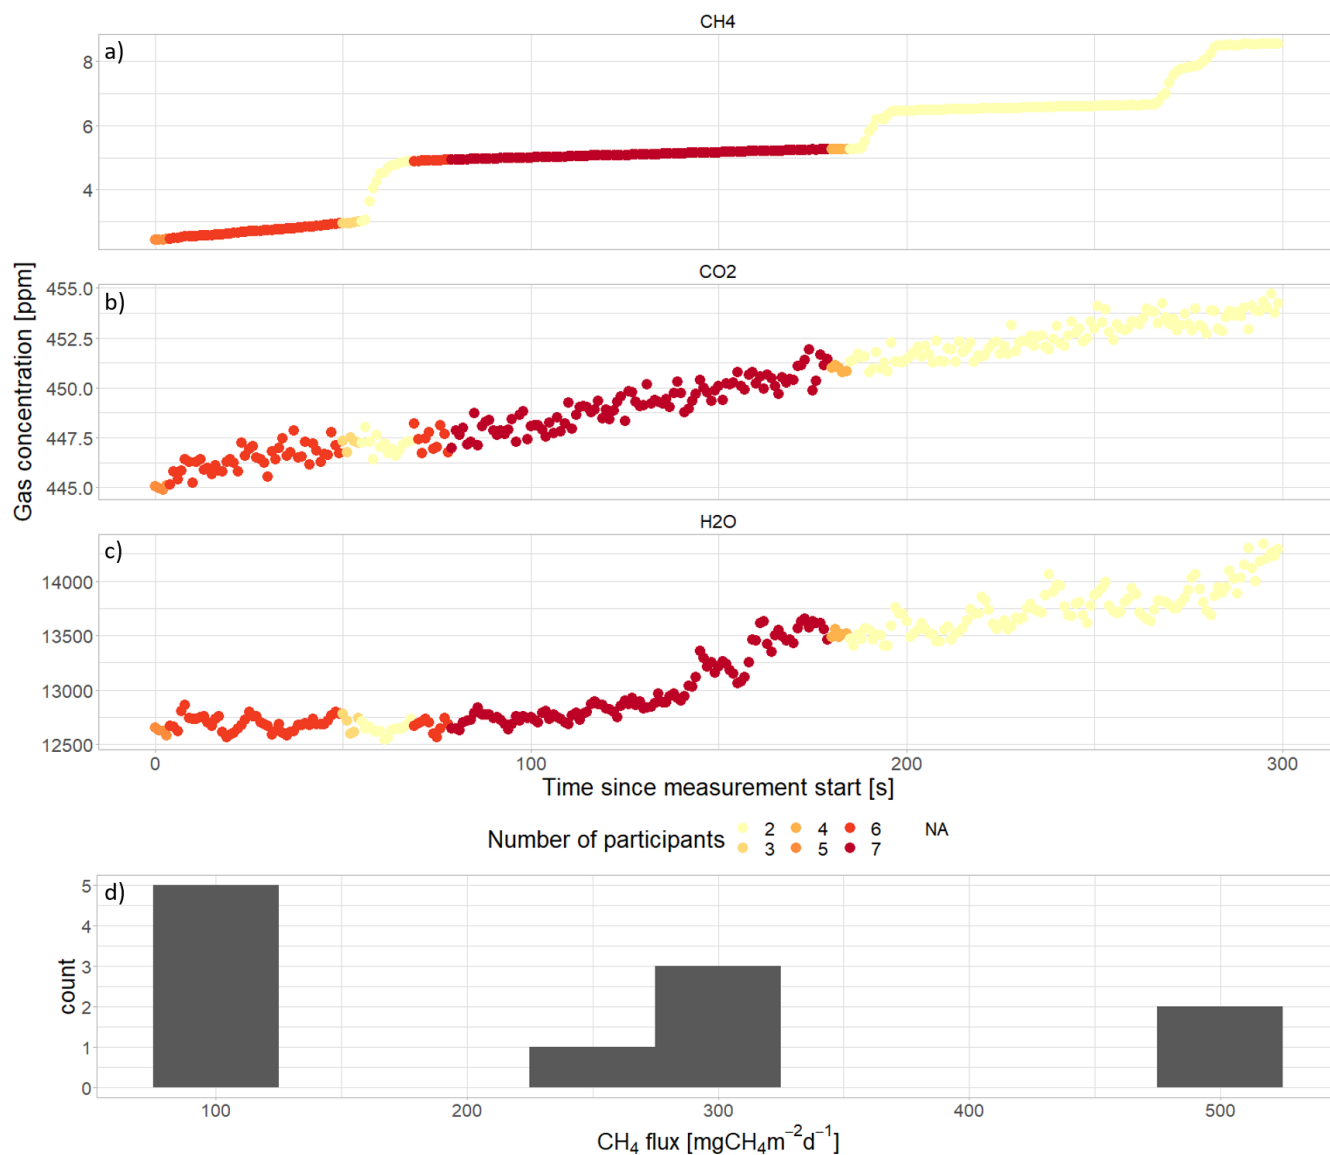 CH4
a)
8
6
4
CO2
b)
455.0
452.5
450.0
447.5
445.0
Gas concentration [ppm]
H2O
c)
14000
13500
13000
12500
0 100 200 300
Time since measurement start [s]
Number of participants 2 4 6 NA
3 5 7
d)
5
4
3
2
1
0
count
100 200 300 400 500
CH₄ flux [mgCH₄m⁻²d⁻¹]